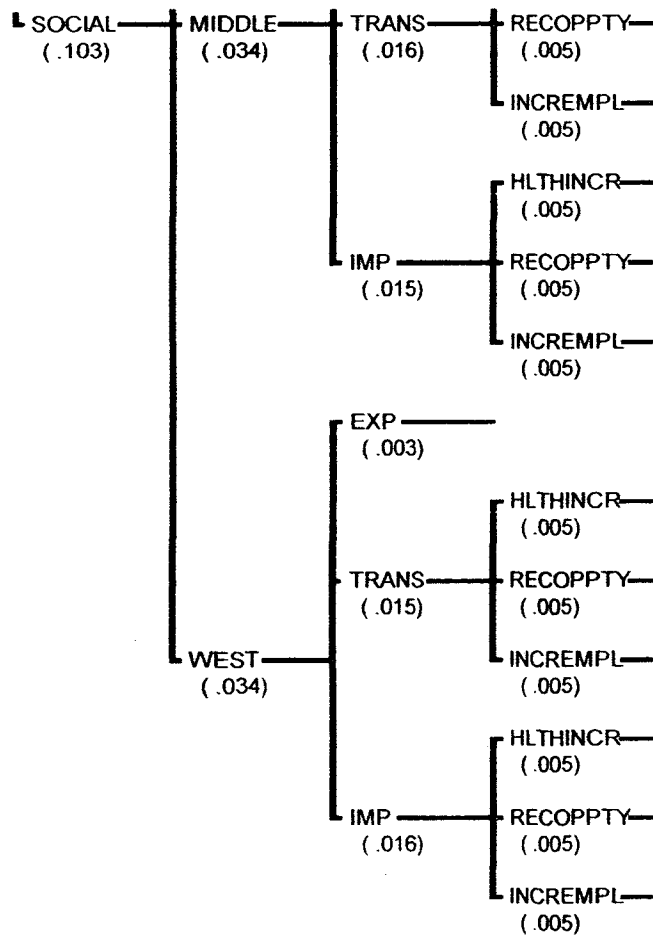 SOCIAL MIDDLE TRANS RECOPPTY
( .103) ( .034) ( .016) ( .005)
INCREMPL
( .005)
HLTHINCR
( .005)
IMP RECOPPTY
( .015) ( .005)
INCREMPL
( .005)
EXP
( .003)
HLTHINCR
( .005)
TRANS RECOPPTY
( .015) ( .005)
WEST INCREMPL
( .034) ( .005)
HLTHINCR
( .005)
IMP RECOPPTY
( .016) ( .005)
INCREMPL
( .005)